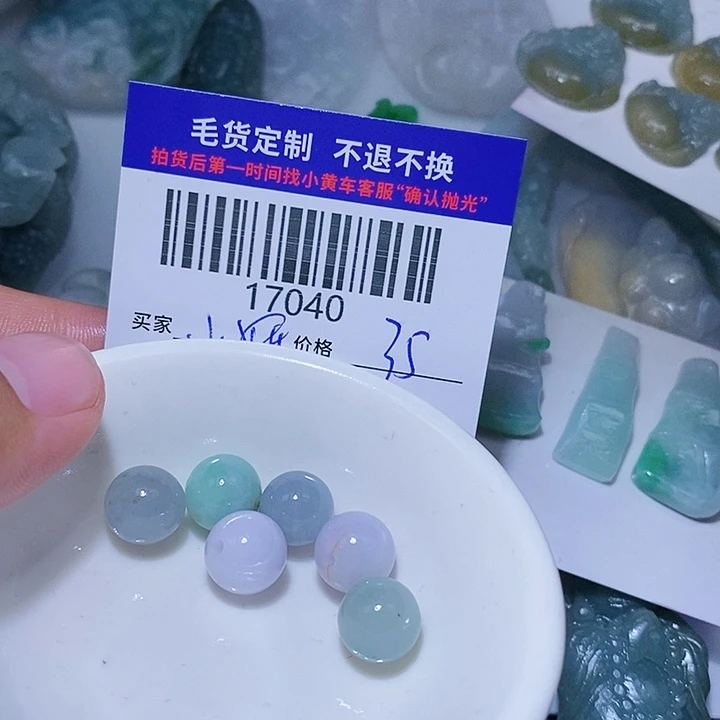 毛货定制 不退不换
拍货后第一时间找小黄车客服“确认抛光”
17040
买家 价格 35